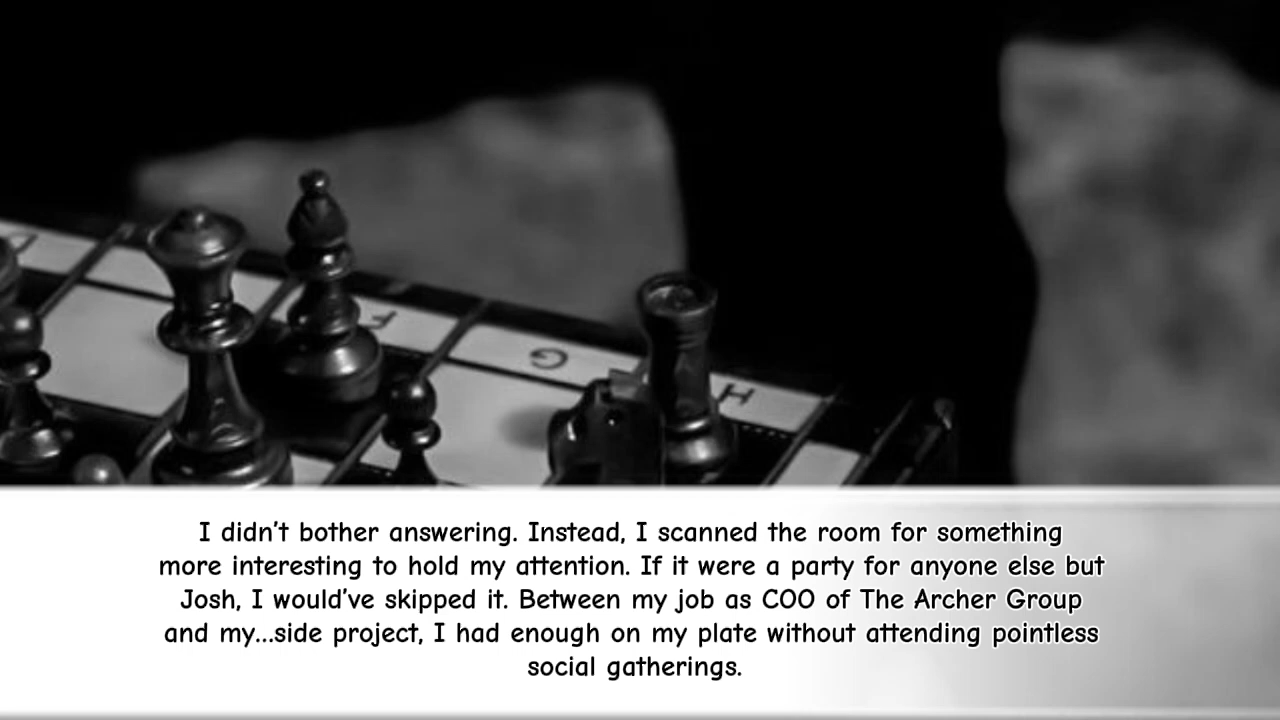 F
G
H
I didn't bother answering. Instead, I scanned the room for something
more interesting to hold my attention. If it were a party for anyone else but
Josh, I would've skipped it. Between my job as COO of The Archer Group
and my...side project, I had enough on my plate without attending pointless
social gatherings.